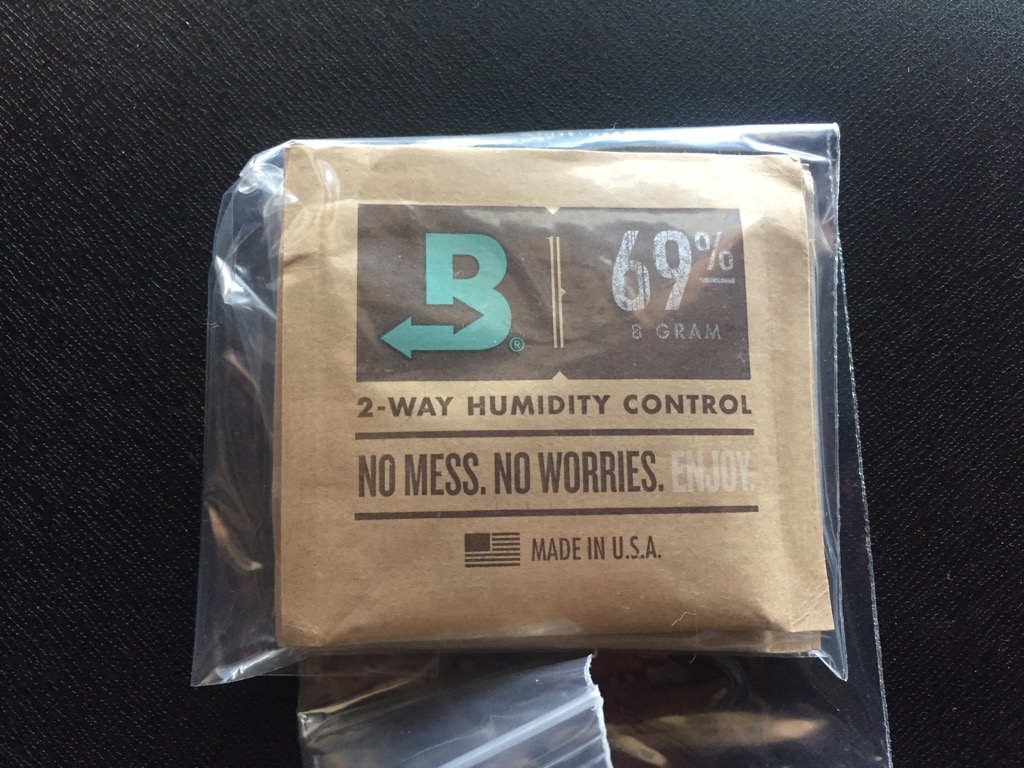 B®
69%
8 GRAM
2-WAY HUMIDITY CONTROL
NO MESS. NO WORRIES. ENJOY.
MADE IN U.S.A.